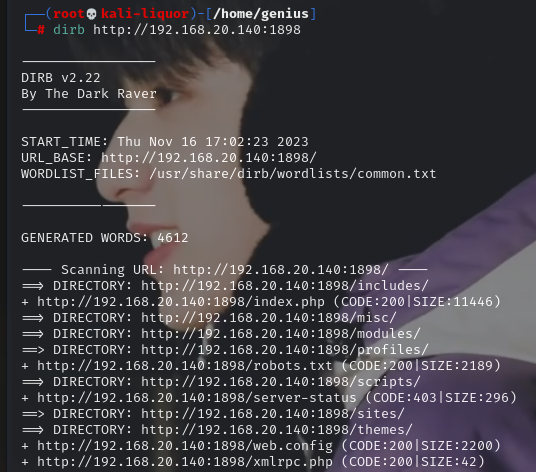 ┌──(root💀kali-liquor)-[/home/genius]
└─# dirb http://192.168.20.140:1898

-----------------
DIRB v2.22
By The Dark Raver
-----------------

START_TIME: Thu Nov 16 17:02:23 2023
URL_BASE: http://192.168.20.140:1898/
WORDLIST_FILES: /usr/share/dirb/wordlists/common.txt

-----------------

GENERATED WORDS: 4612

---- Scanning URL: http://192.168.20.140:1898/ ----
==> DIRECTORY: http://192.168.20.140:1898/includes/
+ http://192.168.20.140:1898/index.php (CODE:200|SIZE:11446)
==> DIRECTORY: http://192.168.20.140:1898/misc/
==> DIRECTORY: http://192.168.20.140:1898/modules/
==> DIRECTORY: http://192.168.20.140:1898/profiles/
+ http://192.168.20.140:1898/robots.txt (CODE:200|SIZE:2189)
==> DIRECTORY: http://192.168.20.140:1898/scripts/
+ http://192.168.20.140:1898/server-status (CODE:403|SIZE:296)
==> DIRECTORY: http://192.168.20.140:1898/sites/
==> DIRECTORY: http://192.168.20.140:1898/themes/
+ http://192.168.20.140:1898/web.config (CODE:200|SIZE:2200)
+ http://192.168.20.140:1898/xmlrpc.php (CODE:200|SIZE:42)